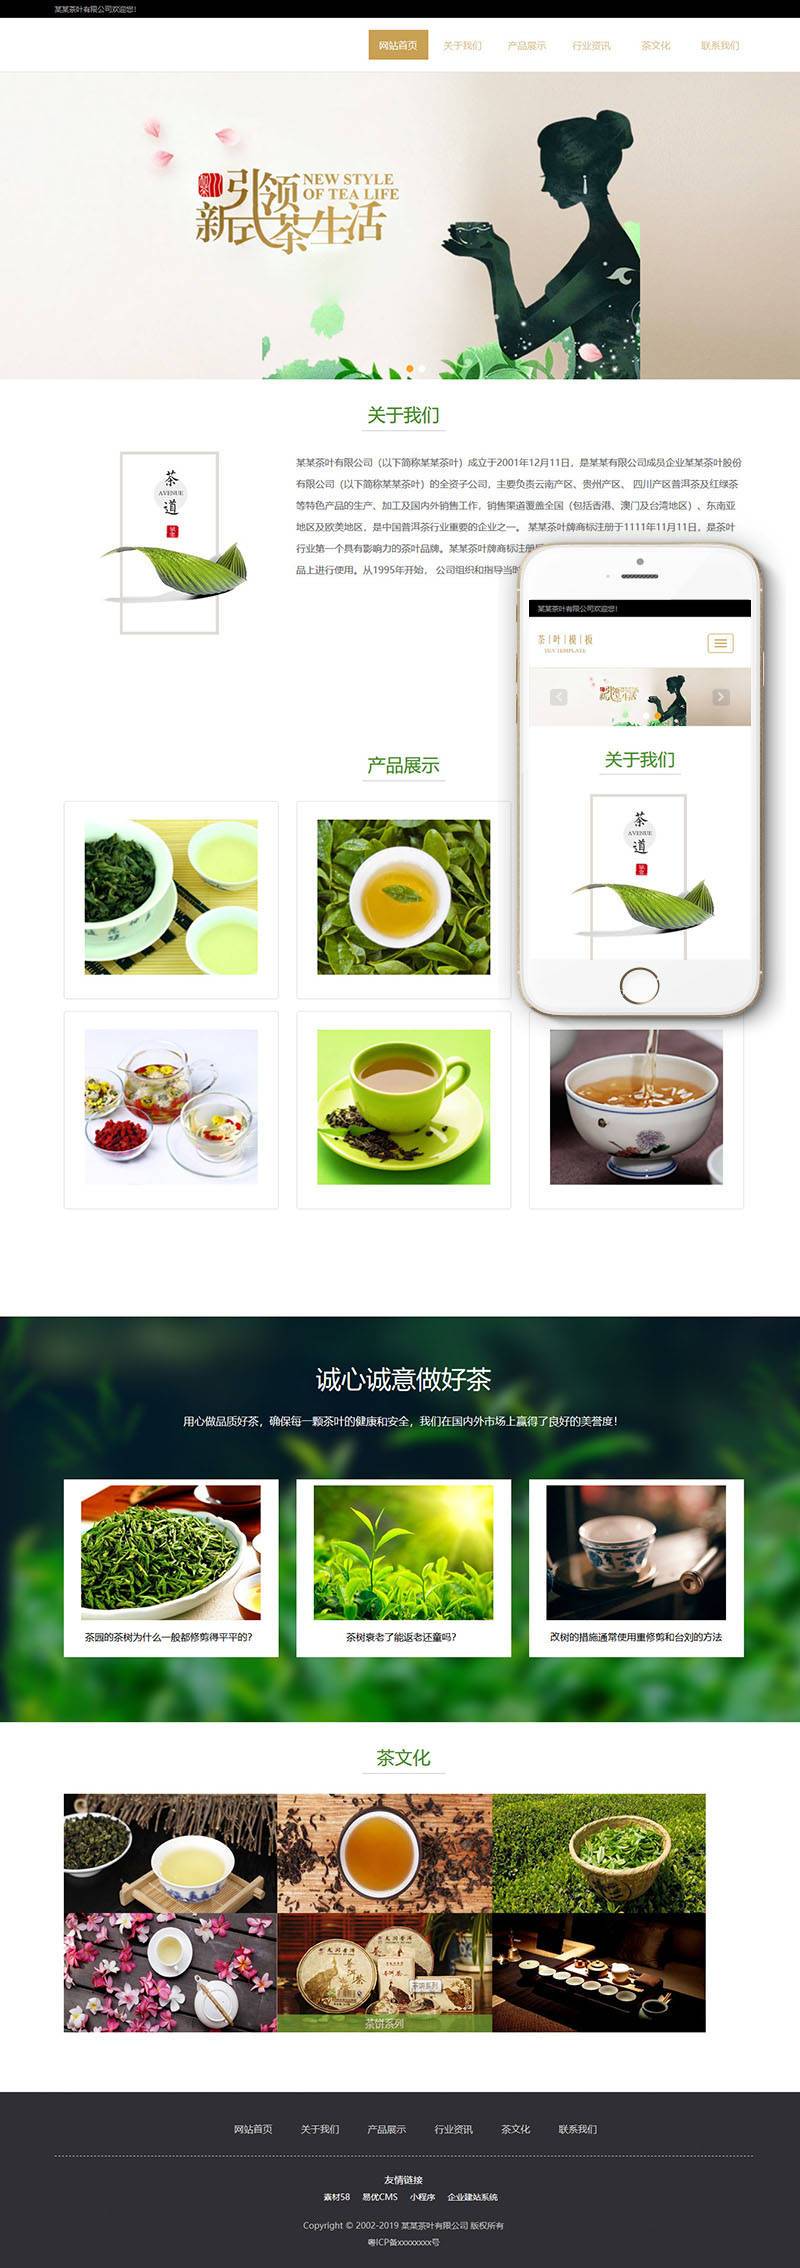 某某茶叶有限公司欢迎您！
网站首页 关于我们 产品展示 行业资讯 茶文化 联系我们
引领 NEW STYLE
OF TEA LIFE
新式茶生活
关于我们
茶
AVENUE
道
某某茶叶有限公司（以下简称某某茶叶）成立于2001年12月11日，是某某有限公司成员企业某某茶叶股份
有限公司（以下简称某某茶叶）的全资子公司，主要负责云南产区、贵州产区、 四川产区普洱茶及红绿茶
等特色产品的生产、加工及国内外销售工作，销售渠道覆盖全国（包括香港、澳门及台湾地区）、东南亚
地区及欧美地区，是中国普洱茶行业重要的企业之一。 某某茶叶牌商标注册于1111年11月11日，是茶叶
行业第一个具有影响力的茶叶品牌。某某茶叶牌商标注册
品上进行使用。从1995年开始， 公司组织和指导当
某某茶叶有限公司欢迎您！
茶|叶|模|板
TEA TEMPLATE
引领
新式茶生活
关于我们
茶
AVENUE
道
产品展示
诚心诚意做好茶
用心做品质好茶，确保每一颗茶叶的健康和安全，我们在国内外市场上赢得了良好的美誉度！
茶园的茶树为什么一般都修剪得平平的？
茶树衰老了能返老还童吗？
改树的措施通常使用重修剪和台刘的方法
茶文化
茶饼系列
茶饼系列
网站首页 关于我们 产品展示 行业资讯 茶文化 联系我们
友情链接
素材58 易优CMS 小程序 企业建站系统
Copyright © 2002-2019 某某茶叶有限公司 版权所有
粤ICP备xxxxxxxx号